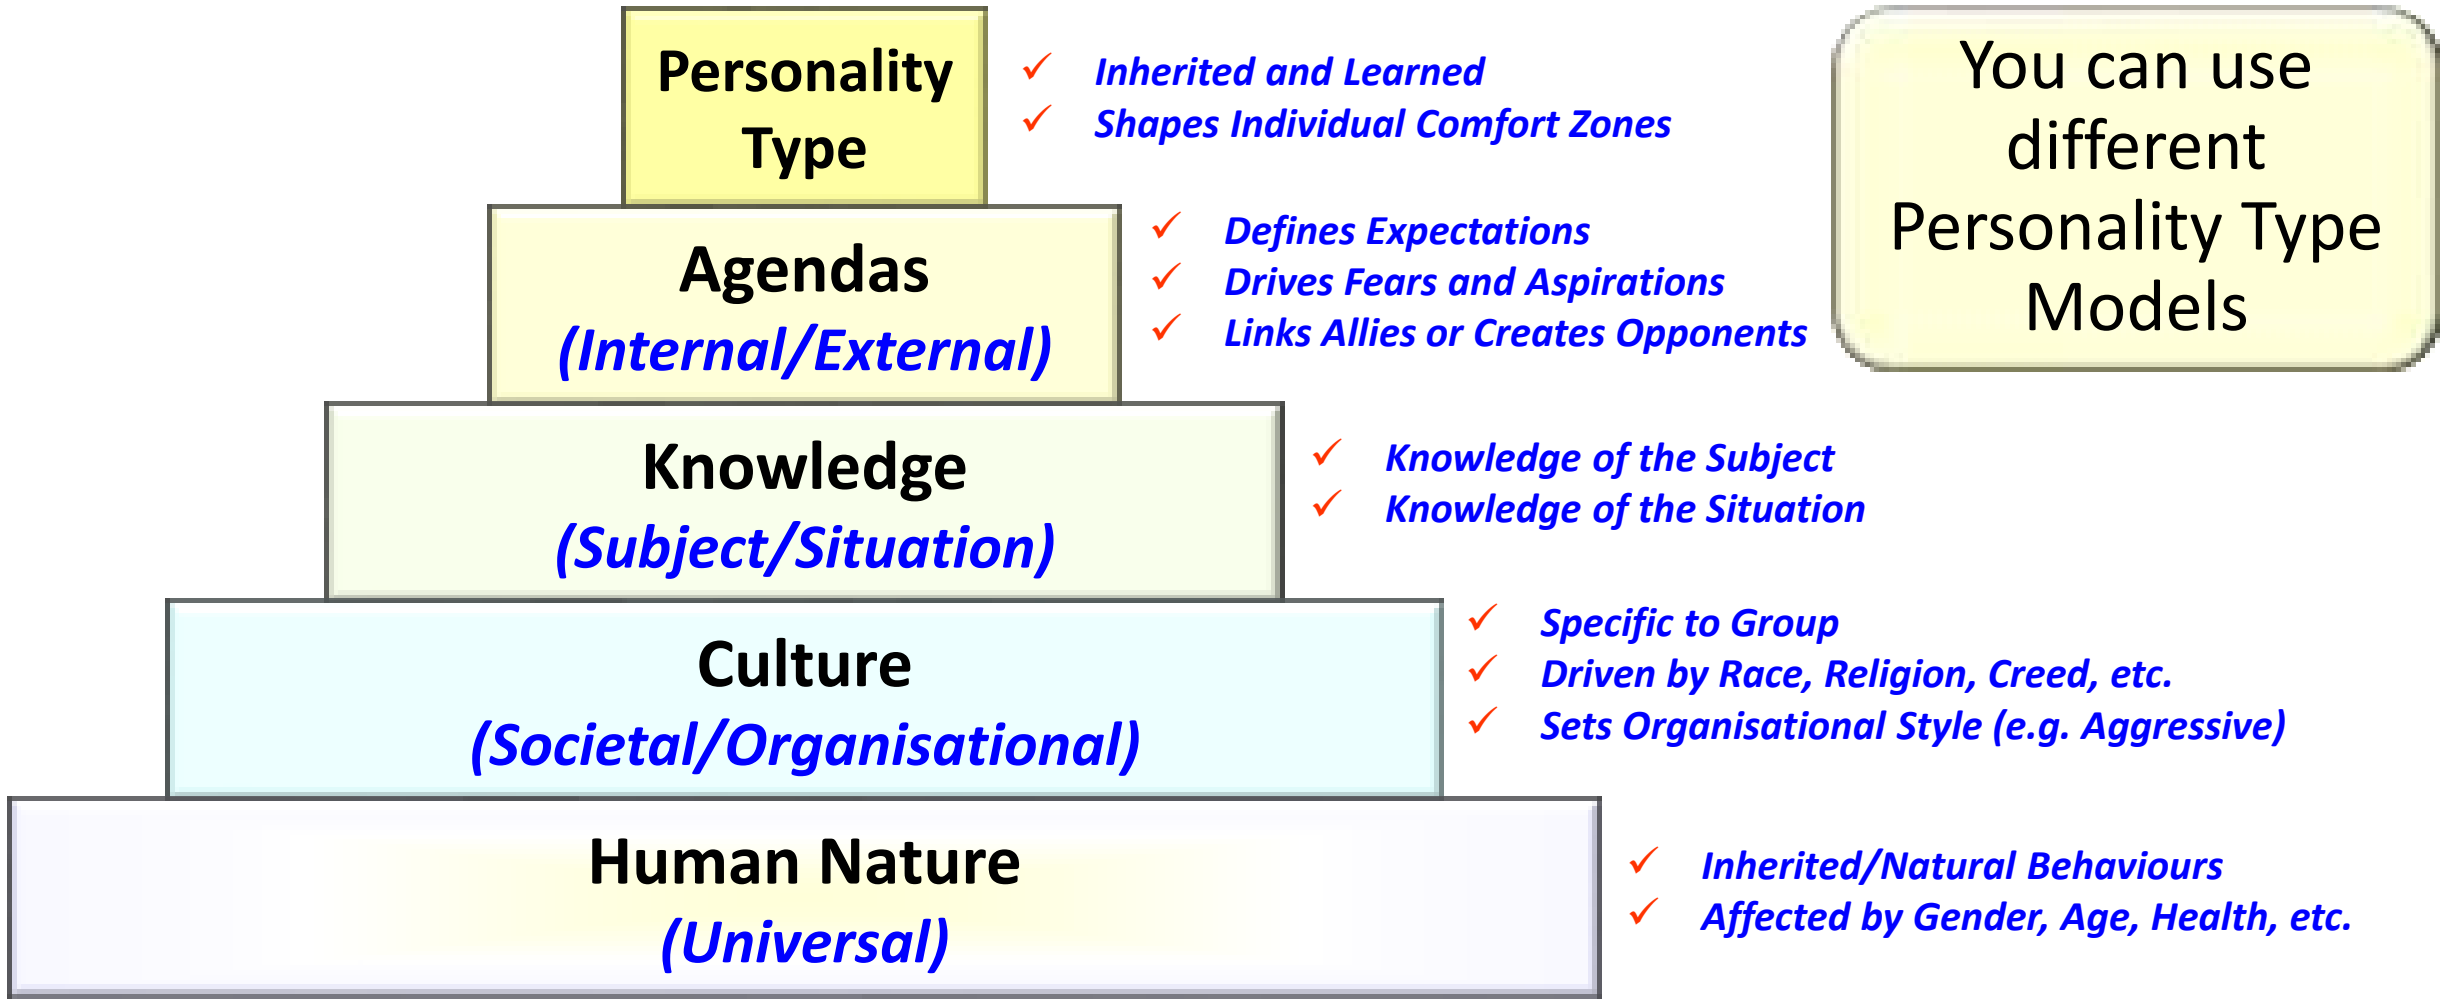 Personality
Type
✓ Inherited and Learned
✓ Shapes Individual Comfort Zones
You can use
different
Personality Type
Models
Agendas
(Internal/External)
✓ Defines Expectations
✓ Drives Fears and Aspirations
✓ Links Allies or Creates Opponents
Knowledge
(Subject/Situation)
✓ Knowledge of the Subject
✓ Knowledge of the Situation
Culture
(Societal/Organisational)
✓ Specific to Group
✓ Driven by Race, Religion, Creed, etc.
✓ Sets Organisational Style (e.g. Aggressive)
Human Nature
(Universal)
✓ Inherited/Natural Behaviours
✓ Affected by Gender, Age, Health, etc.